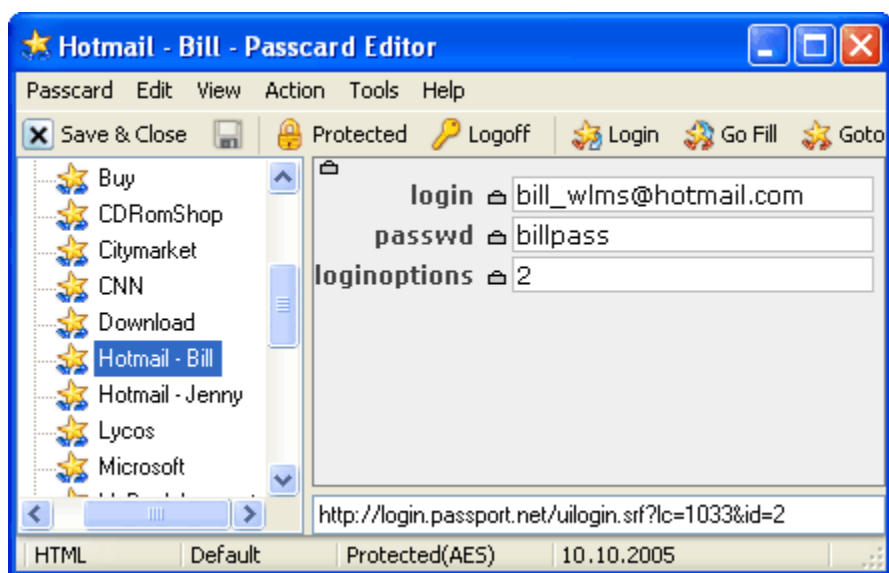 Hotmail - Bill - Passcard Editor
Passcard Edit View Action Tools Help
Save & Close Protected Logoff Login Go Fill Goto
Buy
CDRomShop
Citymarket
CNN
Download
Hotmail - Bill
Hotmail - Jenny
Lycos
Microsoft
login bill_wlms@hotmail.com
passwd billpass
loginoptions 2
http://login.passport.net/uilogin.srf?lc=1033&id=2
HTML Default Protected(AES) 10.10.2005